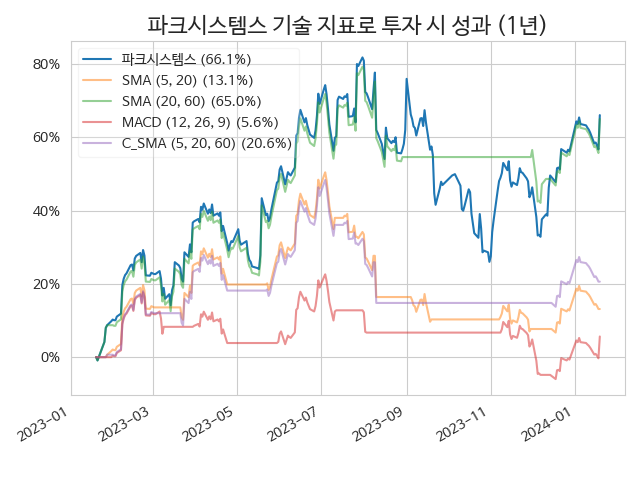 파크시스템스 기술 지표로 투자 시 성과 (1년)
파크시스템스 (66.1%)
SMA (5, 20) (13.1%)
SMA (20, 60) (65.0%)
MACD (12, 26, 9) (5.6%)
C_SMA (5, 20, 60) (20.6%)
80%
60%
40%
20%
0%
2023-01
2023-03
2023-05
2023-07
2023-09
2023-11
2024-01